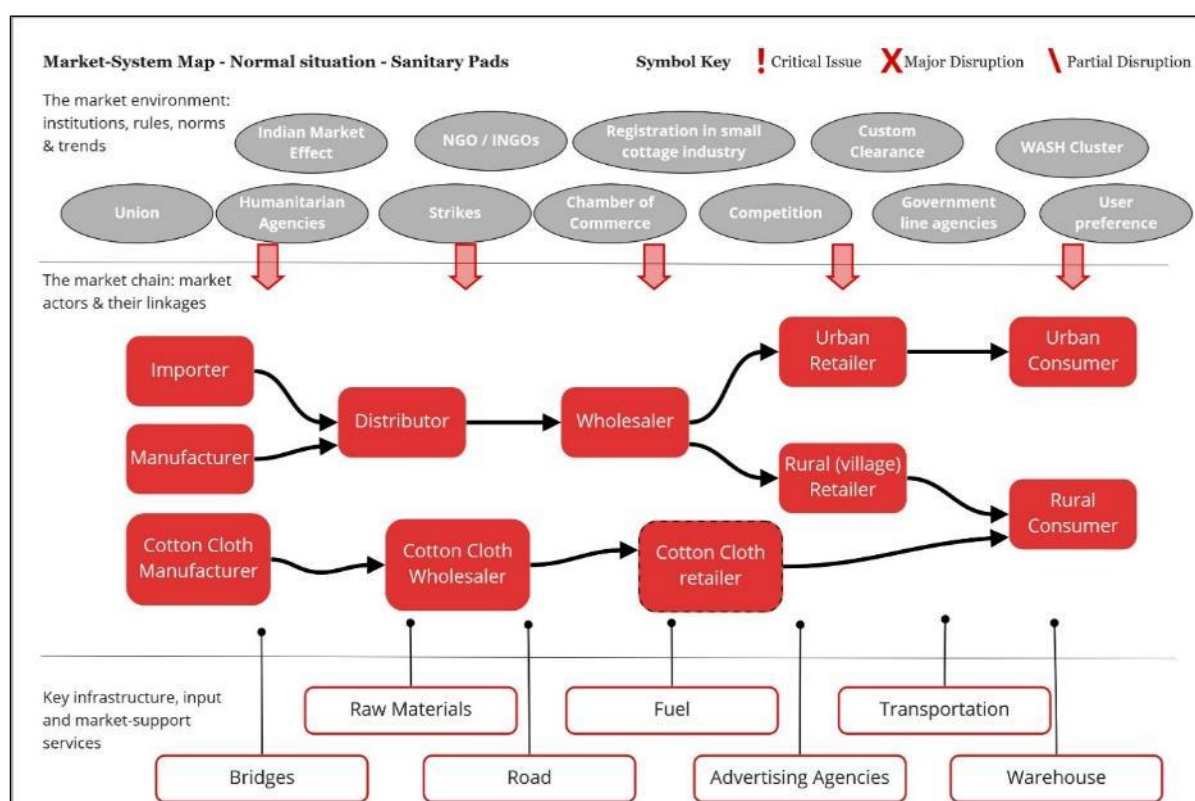 Market-System Map - Normal situation - Sanitary Pads
Symbol Key
! Critical Issue
X Major Disruption
\ Partial Disruption
The market environment:
institutions, rules, norms
& trends
Indian Market
Effect
NGO / INGOs
Registration in small
cottage industry
Custom
Clearance
WASH Cluster
Union
Humanitarian
Agencies
Strikes
Chamber of
Commerce
Competition
Government
line agencies
User
preference
The market chain: market
actors & their linkages
Importer
Manufacturer
Distributor
Wholesaler
Urban
Retailer
Urban
Consumer
Rural (village)
Retailer
Rural
Consumer
Cotton Cloth
Manufacturer
Cotton Cloth
Wholesaler
Cotton Cloth
retailer
Key infrastructure, input
and market-support
services
Raw Materials
Fuel
Transportation
Bridges
Road
Advertising Agencies
Warehouse